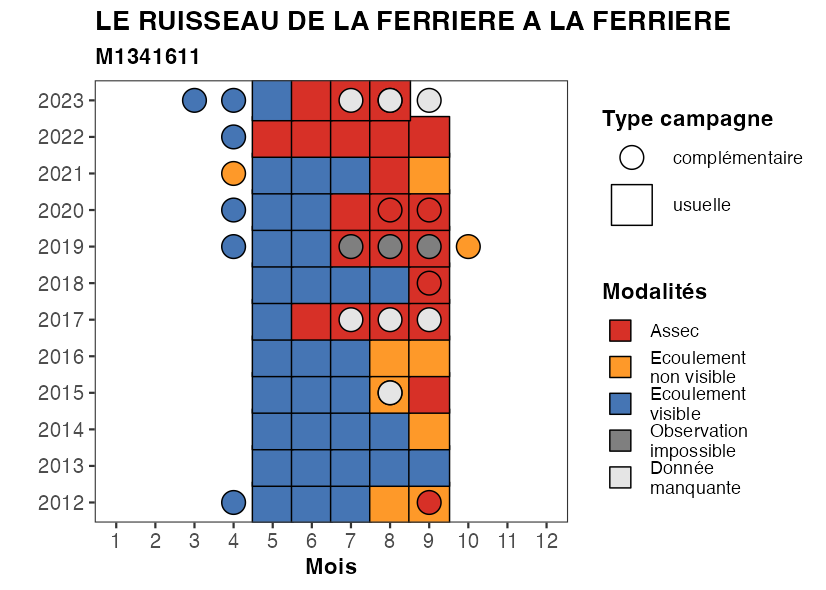 LE RUISSEAU DE LA FERRIERE A LA FERRIERE
M1341611
2023
2022
2021
2020
2019
2018
2017
2016
2015
2014
2013
2012
1 2 3 4 5 6 7 8 9 10 11 12
Mois
Type campagne
complémentaire
usuelle
Modalités
Assec
Ecoulement
non visible
Ecoulement
visible
Observation
impossible
Donnée
manquante